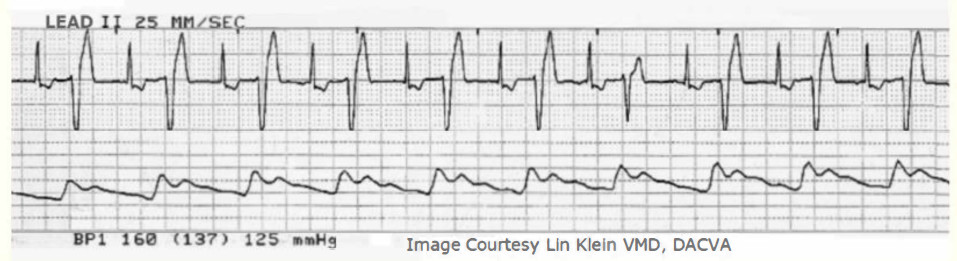 LEAD II 25 MM/SEC
BP1 160 (137) 125 mmHg
Image Courtesy Lin Klein VMD, DACVA